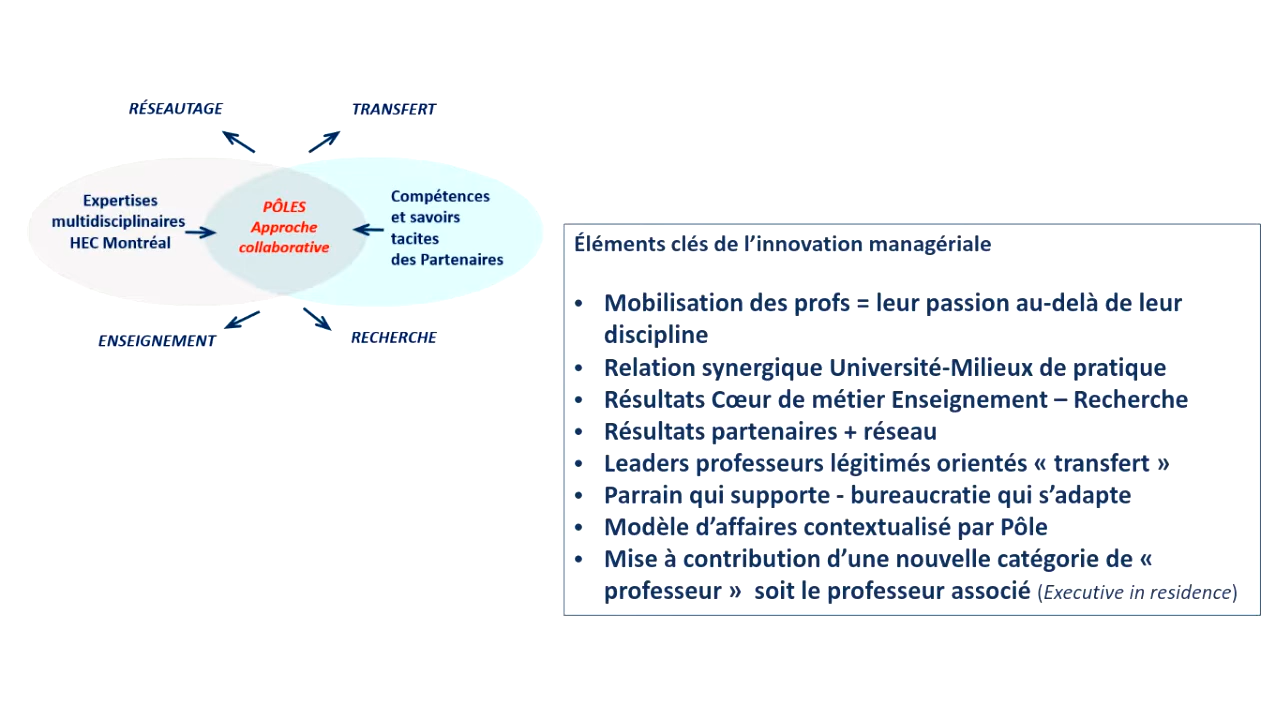 RÉSEAUTAGE
TRANSFERT
Expertises
multidisciplinaires
HEC Montréal
PÔLES
Approche
collaborative
Compétences
et savoirs
tacites
des Partenaires
ENSEIGNEMENT
RECHERCHE
Éléments clés de l’innovation managériale
• Mobilisation des profs = leur passion au-delà de leur
discipline
• Relation synergique Université-Milieux de pratique
• Résultats Cœur de métier Enseignement – Recherche
• Résultats partenaires + réseau
• Leaders professeurs légitimés orientés « transfert »
• Parrain qui supporte - bureaucratie qui s’adapte
• Modèle d’affaires contextualisé par Pôle
• Mise à contribution d’une nouvelle catégorie de «
professeur » soit le professeur associé (Executive in residence)